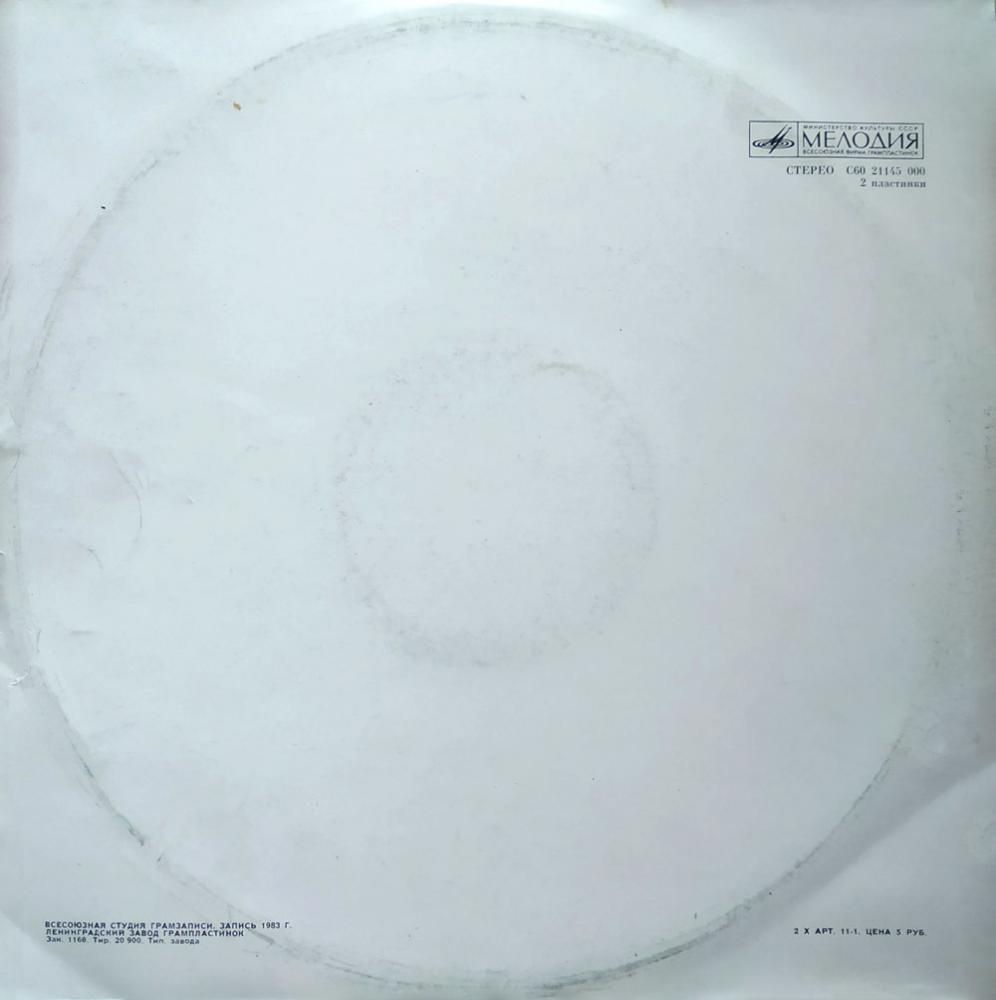 МИНИСТЕРСТВО КУЛЬТУРЫ СССР
МЕЛОДИЯ
ВСЕСОЮЗНАЯ ФИРМА ГРАМПЛАСТИНОК
СТЕРЕО С60 21145 000
2 пластинки
ВСЕСОЮЗНАЯ СТУДИЯ ГРАМЗАПИСИ. ЗАПИСЬ 1983 Г.
ЛЕНИНГРАДСКИЙ ЗАВОД ГРАМПЛАСТИНОК
Зак. 1168. Тир. 20 900. Тип. завода
2 Х АРТ. 11-1. ЦЕНА 5 РУБ.